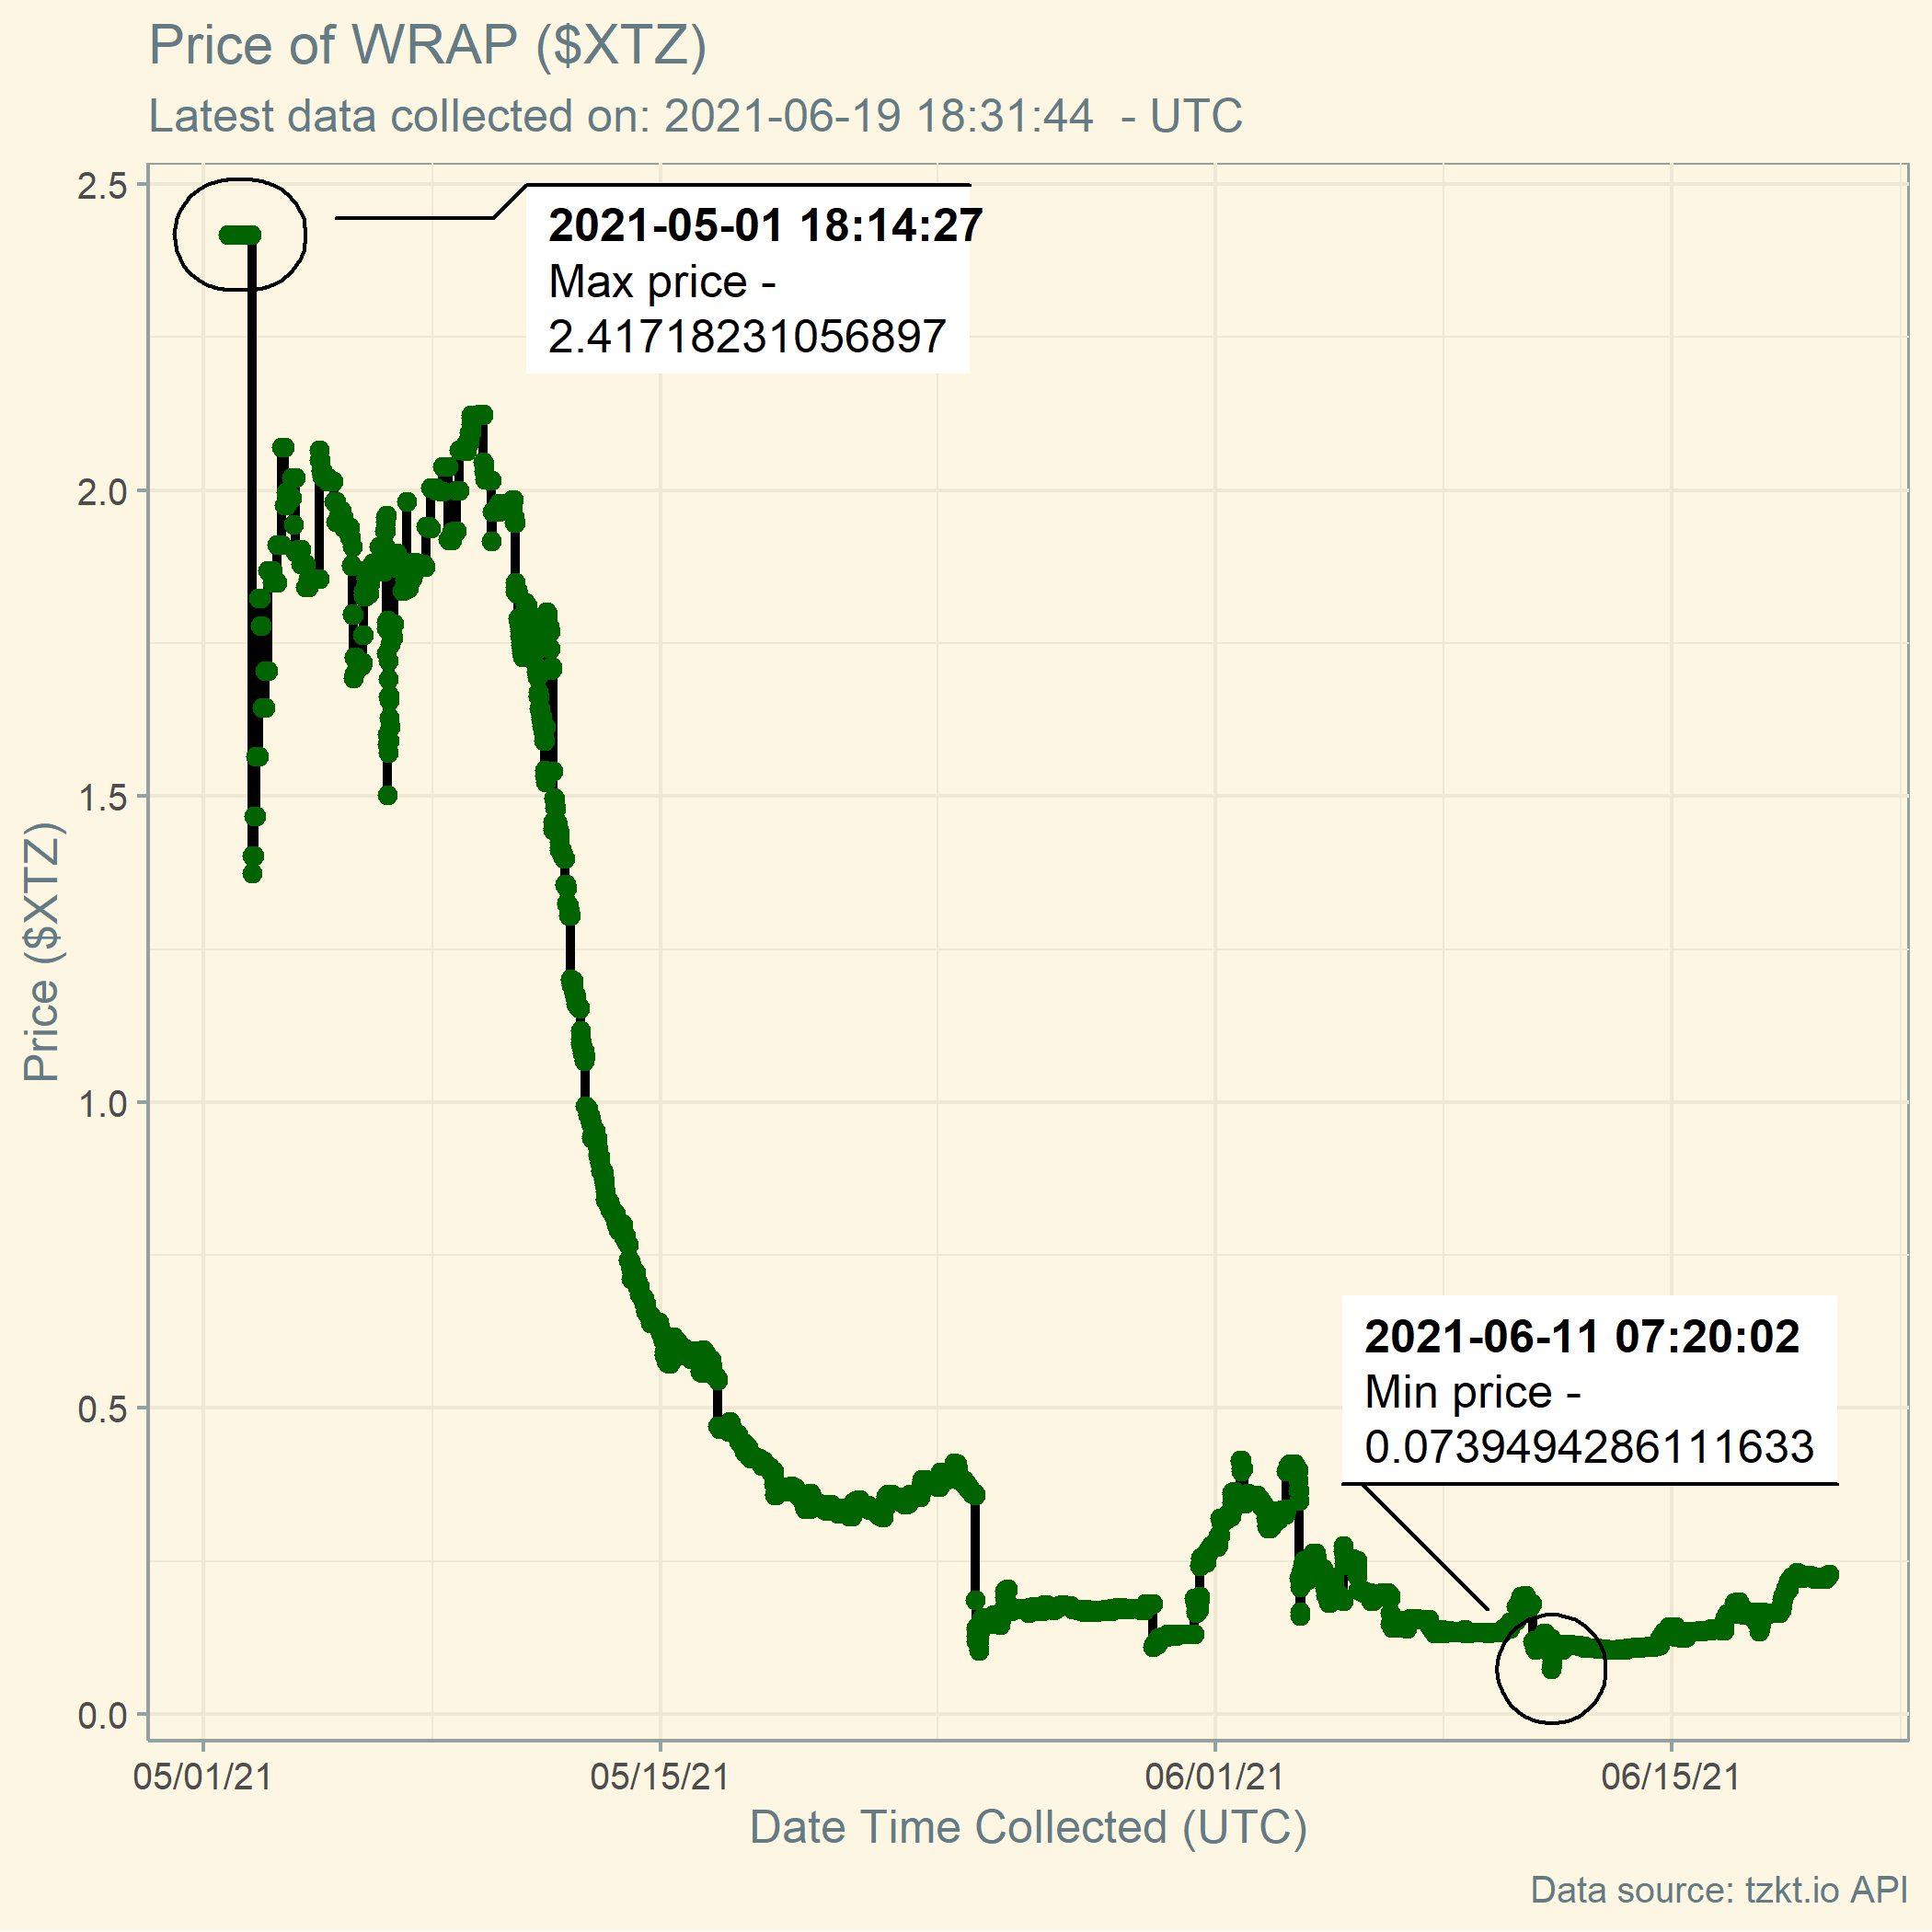 Price of WRAP ($XTZ)
Latest data collected on: 2021-06-19 18:31:44  - UTC
2.5
2021-05-01 18:14:27
Max price -
2.41718231056897
2.0
1.5
Price ($XTZ)
1.0
2021-06-11 07:20:02
Min price -
0.0739494286111633
0.5
0.0
05/01/21 05/15/21 06/01/21 06/15/21
Date Time Collected (UTC)
Data source: tzkt.io API